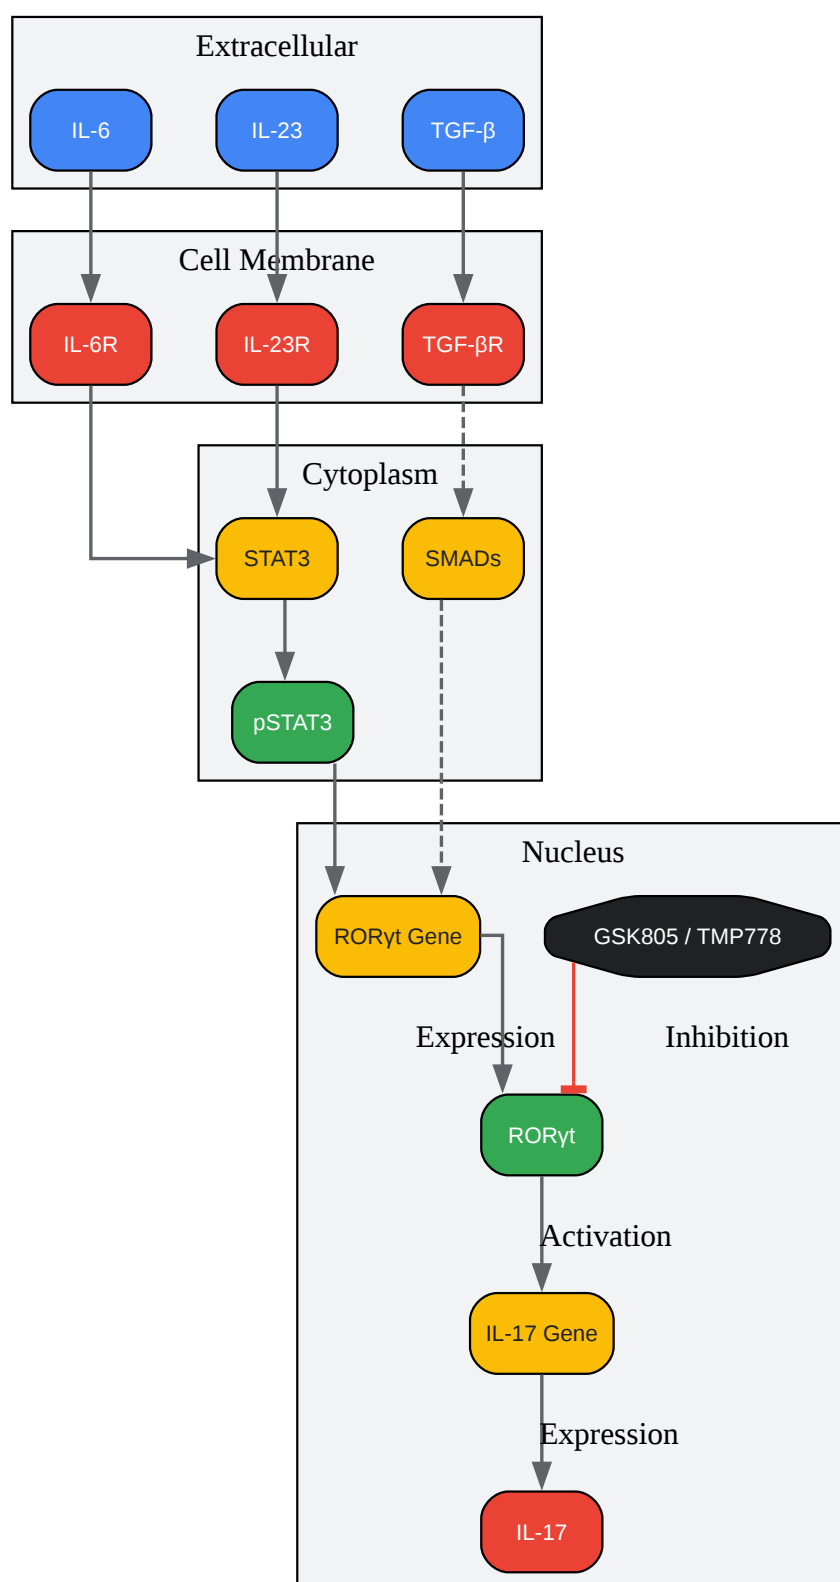 Extracellular
IL-6
IL-23
TGF-β
Cell Membrane
IL-6R
IL-23R
TGF-βR
Cytoplasm
STAT3
SMADs
pSTAT3
Nucleus
RORγt Gene
GSK805 / TMP778
Expression
Inhibition
RORγt
Activation
IL-17 Gene
Expression
IL-17